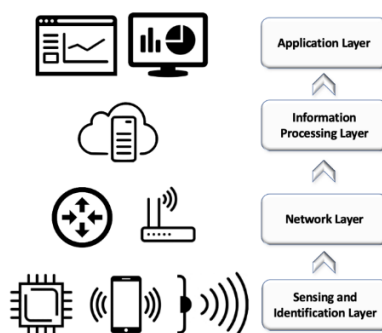 Application Layer
Information
Processing Layer
Network Layer
Sensing and
Identification Layer